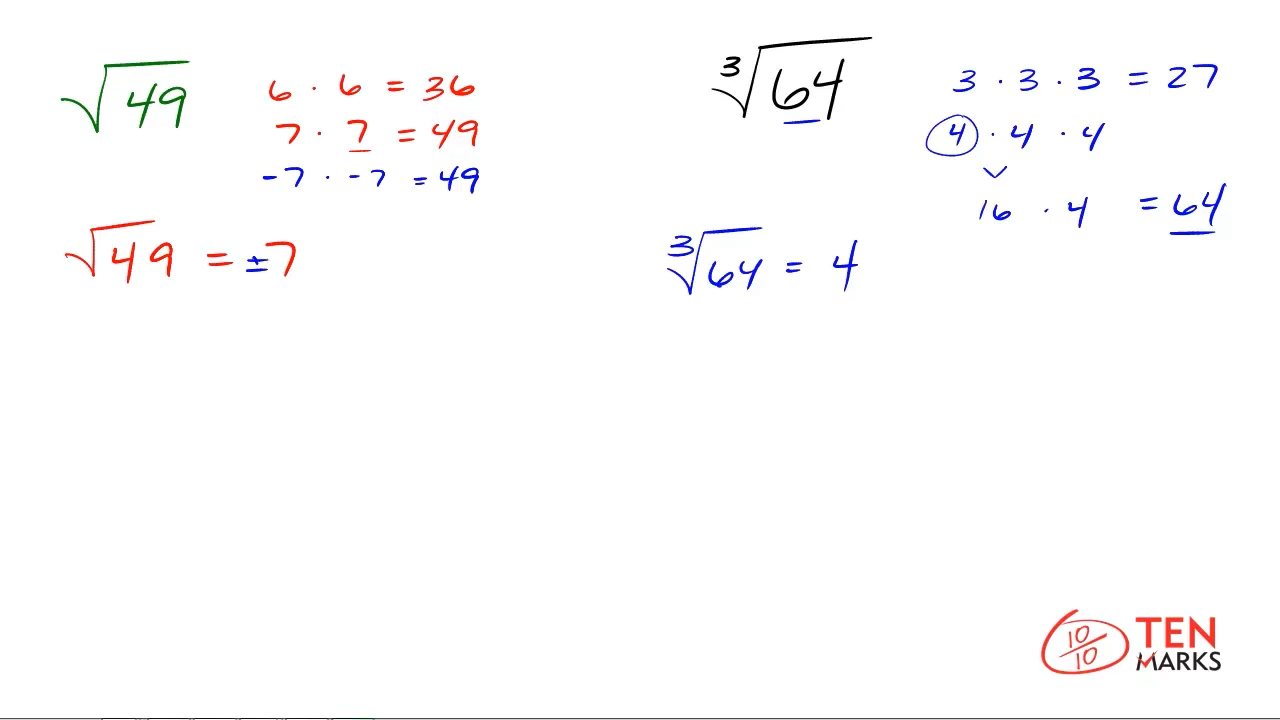 √49
6 · 6 = 36
7 · 7 = 49
-7 · -7 = 49
√49 = ±7
∛64
3 · 3 · 3 = 27
4 · 4 · 4
16 · 4 = 64
∛64 = 4
10/10
TEN
MARKS